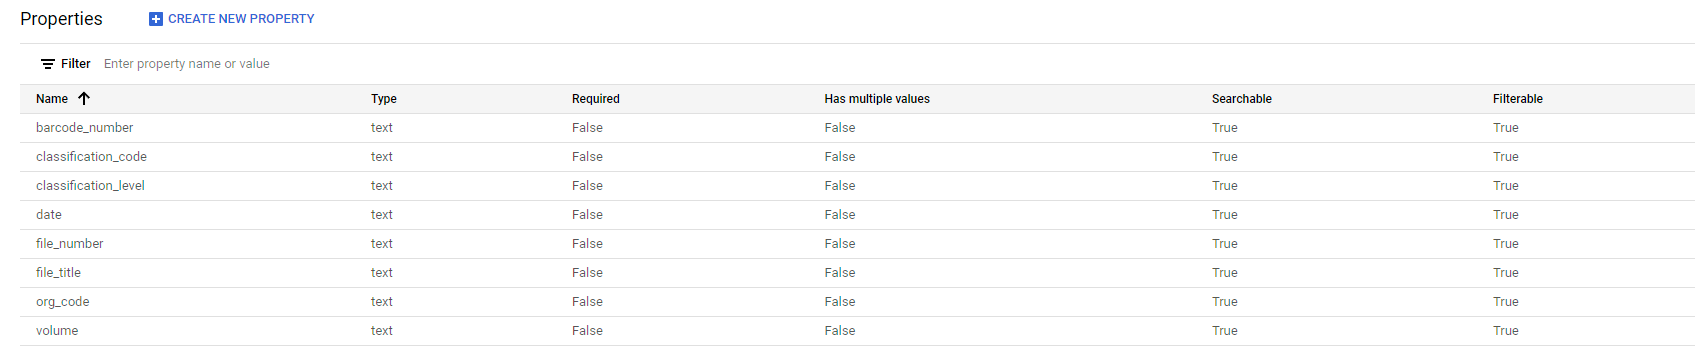 Properties CREATE NEW PROPERTY
Filter Enter property name or value
Name Type Required Has multiple values Searchable Filterable
barcode_number text False False True True
classification_code text False False True True
classification_level text False False True True
date text False False True True
file_number text False False True True
file_title text False False True True
org_code text False False True True
volume text False False True True